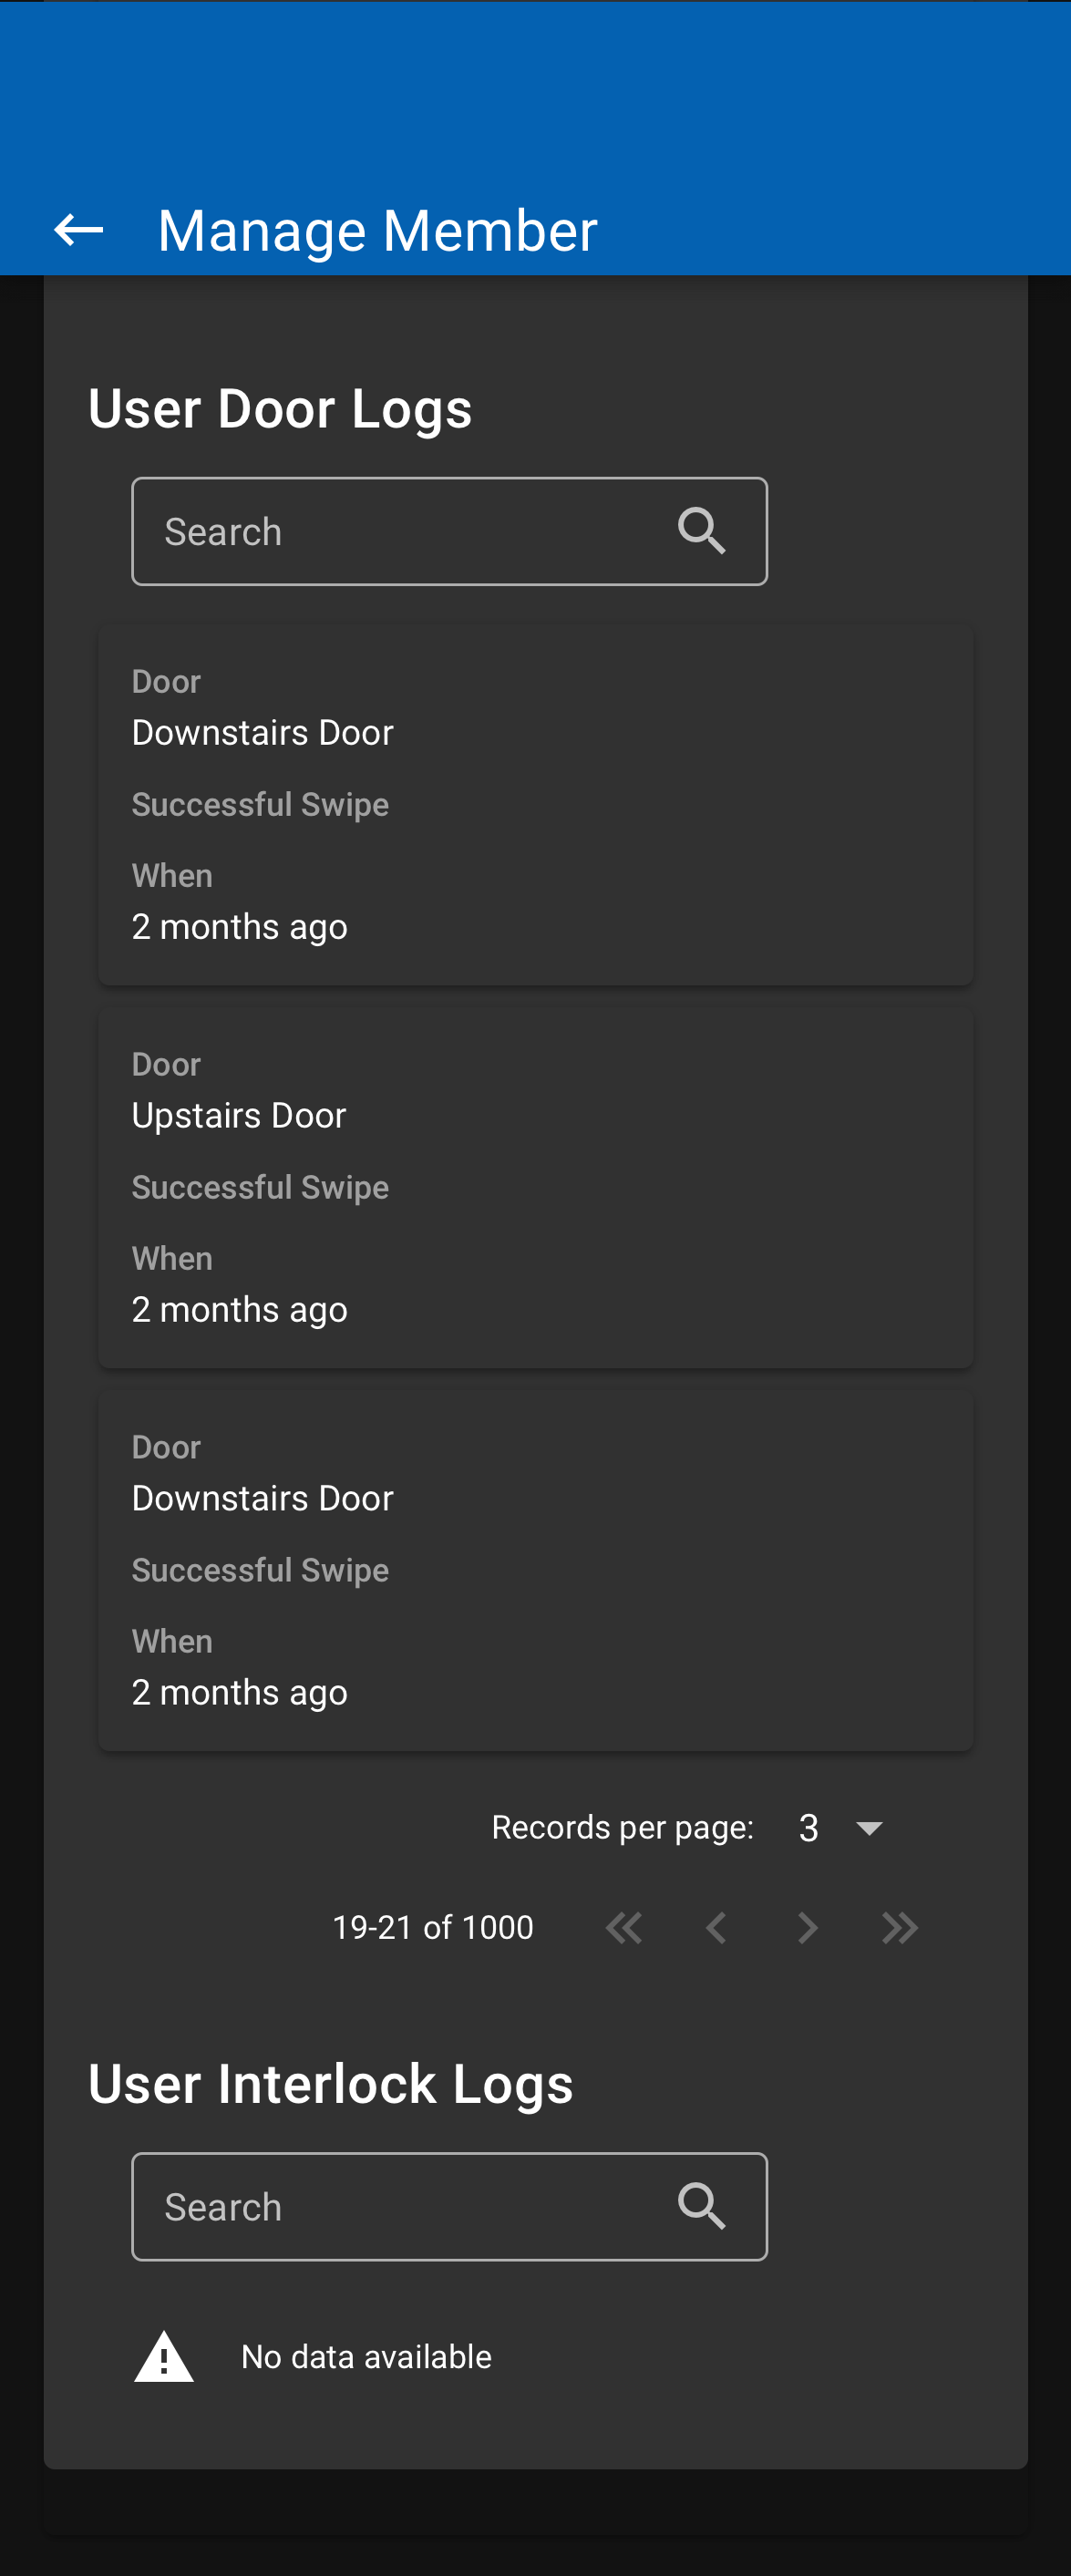 Manage Member
User Door Logs
Search
Door
Downstairs Door
Successful Swipe
When
2 months ago
Door
Upstairs Door
Successful Swipe
When
2 months ago
Door
Downstairs Door
Successful Swipe
When
2 months ago
Records per page: 3
19-21 of 1000
User Interlock Logs
Search
No data available